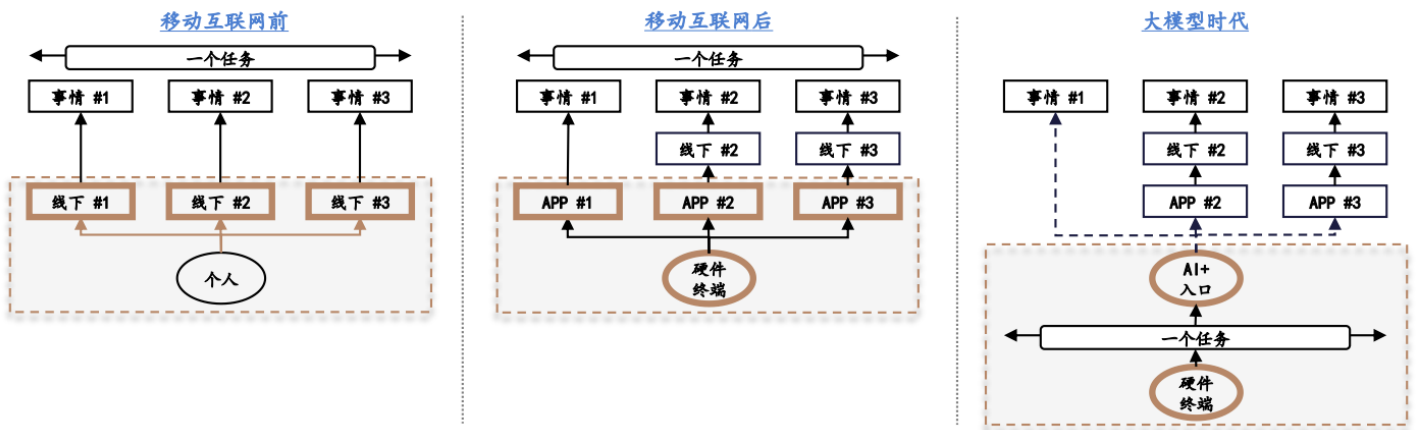 移动互联网前
一个任务
事情 #1
事情 #2
事情 #3
线下 #1
线下 #2
线下 #3
个人
移动互联网后
一个任务
事情 #1
事情 #2
事情 #3
线下 #2
线下 #3
APP #1
APP #2
APP #3
硬件
终端
大模型时代
事情 #1
事情 #2
事情 #3
线下 #2
线下 #3
APP #2
APP #3
AI+
入口
一个任务
硬件
终端